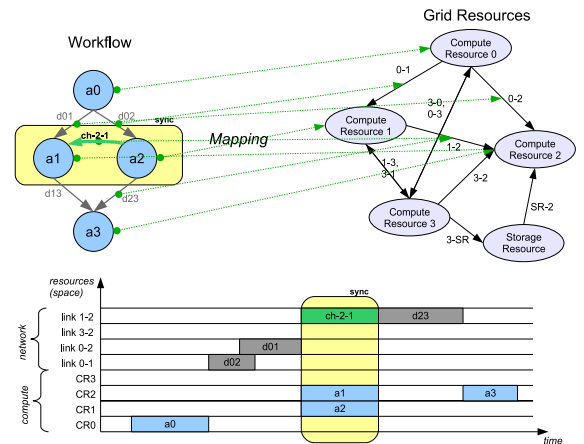 Grid Resources
Workflow
Compute
Resource 0
a0
0-1
d01
d02
sync
3-0,
0-3
0-2
ch-2-1
Mapping
Compute
Resource 1
1-2
Compute
Resource 2
a1
a2
1-3,
3-1
3-2
d13
d23
Compute
Resource 3
SR-2
a3
3-SR
Storage
Resource
resources
(space)
sync
network
link 1-2
ch-2-1
d23
link 3-2
link 0-2
d01
link 0-1
d02
compute
CR3
CR2
a1
a3
CR1
a2
CR0
a0
time